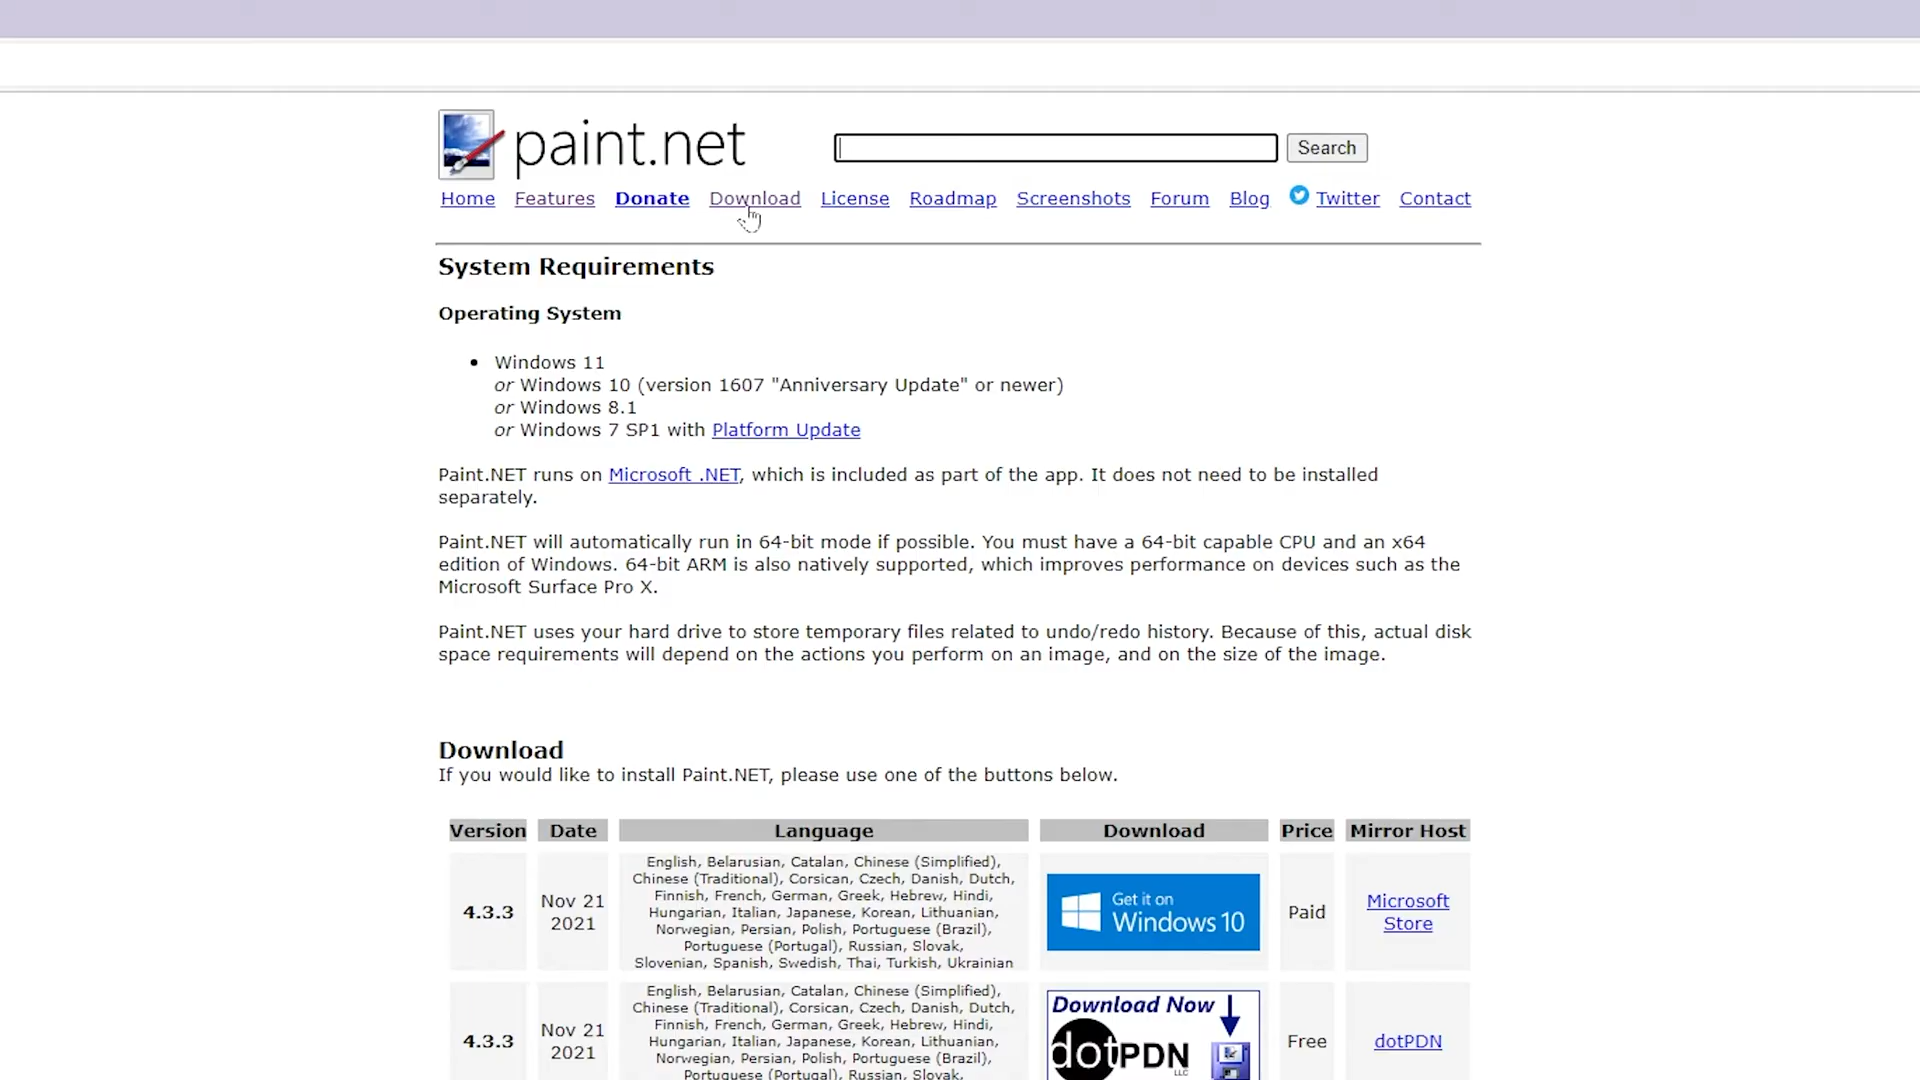 paint.net
Search
Home Features Donate Download License Roadmap Screenshots Forum Blog Twitter Contact
System Requirements
Operating System
• Windows 11
or Windows 10 (version 1607 "Anniversary Update" or newer)
or Windows 8.1
or Windows 7 SP1 with Platform Update
Paint.NET runs on Microsoft .NET, which is included as part of the app. It does not need to be installed
separately.
Paint.NET will automatically run in 64-bit mode if possible. You must have a 64-bit capable CPU and an x64
edition of Windows. 64-bit ARM is also natively supported, which improves performance on devices such as the
Microsoft Surface Pro X.
Paint.NET uses your hard drive to store temporary files related to undo/redo history. Because of this, actual disk
space requirements will depend on the actions you perform on an image, and on the size of the image.
Download
If you would like to install Paint.NET, please use one of the buttons below.
Version Date Language Download Price Mirror Host
4.3.3
Nov 21
2021
English, Belarusian, Catalan, Chinese (Simplified),
Chinese (Traditional), Corsican, Czech, Danish, Dutch,
Finnish, French, German, Greek, Hebrew, Hindi,
Hungarian, Italian, Japanese, Korean, Lithuanian,
Norwegian, Persian, Polish, Portuguese (Brazil),
Portuguese (Portugal), Russian, Slovak,
Slovenian, Spanish, Swedish, Thai, Turkish, Ukrainian
Get it on
Windows 10
Paid
Microsoft
Store
4.3.3
Nov 21
2021
English, Belarusian, Catalan, Chinese (Simplified),
Chinese (Traditional), Corsican, Czech, Danish, Dutch,
Finnish, French, German, Greek, Hebrew, Hindi,
Hungarian, Italian, Japanese, Korean, Lithuanian,
Norwegian, Persian, Polish, Portuguese (Brazil),
Portuguese (Portugal), Russian, Slovak,
Download Now
dotPDN LLC
Free
dotPDN